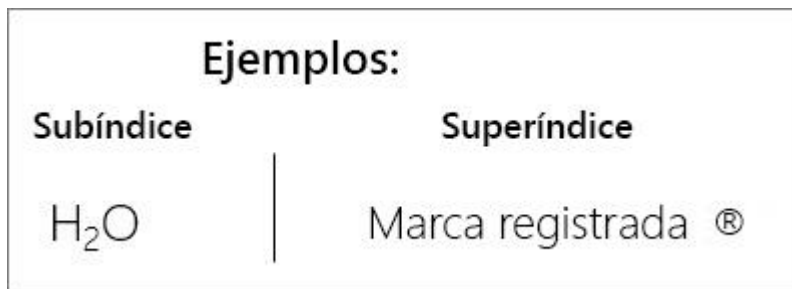 Ejemplos:
Subíndice Superíndice
H₂O Marca registrada ®